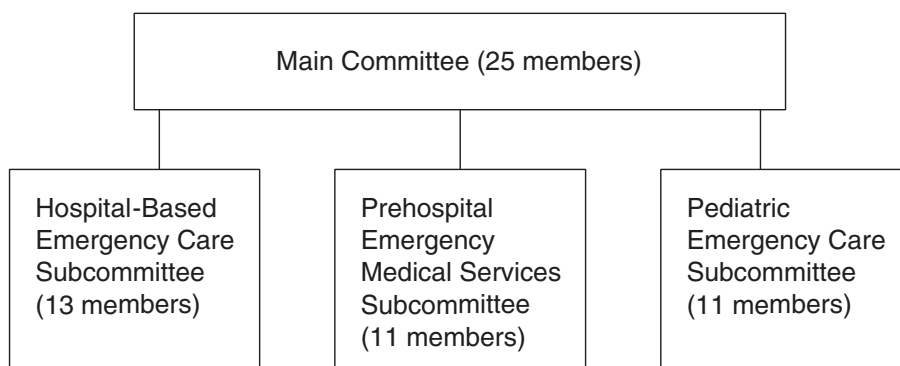 Main Committee (25 members)
Hospital-Based
Emergency Care
Subcommittee
(13 members)
Prehospital
Emergency
Medical Services
Subcommittee
(11 members)
Pediatric
Emergency Care
Subcommittee
(11 members)